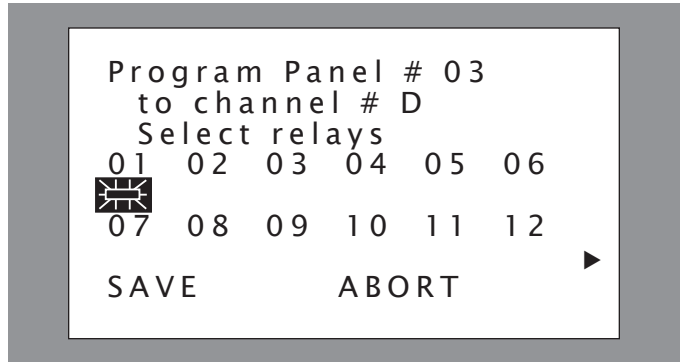 Program Panel # 03
to channel # D
Select relays
01 02 03 04 05 06
07 08 09 10 11 12
SAVE ABORT